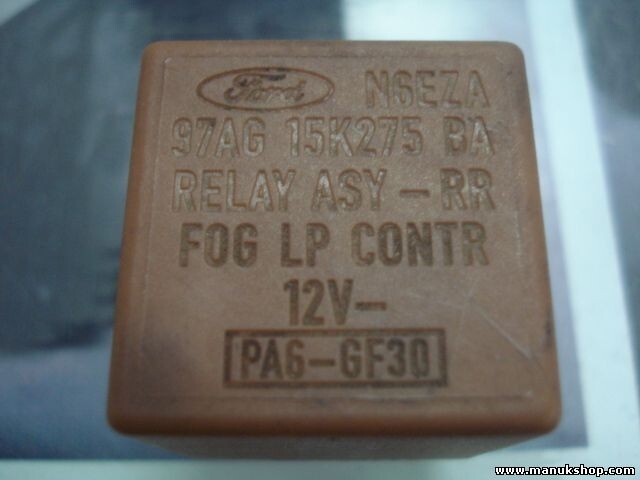 Ford N6EZA
97AG 15K275 BA
RELAY ASY - RR
FOG LP CONTR
12V-
PA6-GF30
www.manukshop.com